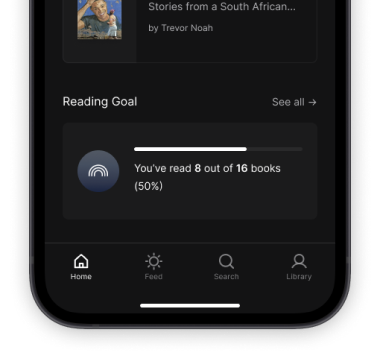 Stories from a South African...
by Trevor Noah
Reading Goal
See all →
You've read 8 out of 16 books
(50%)
Home
Feed
Search
Library